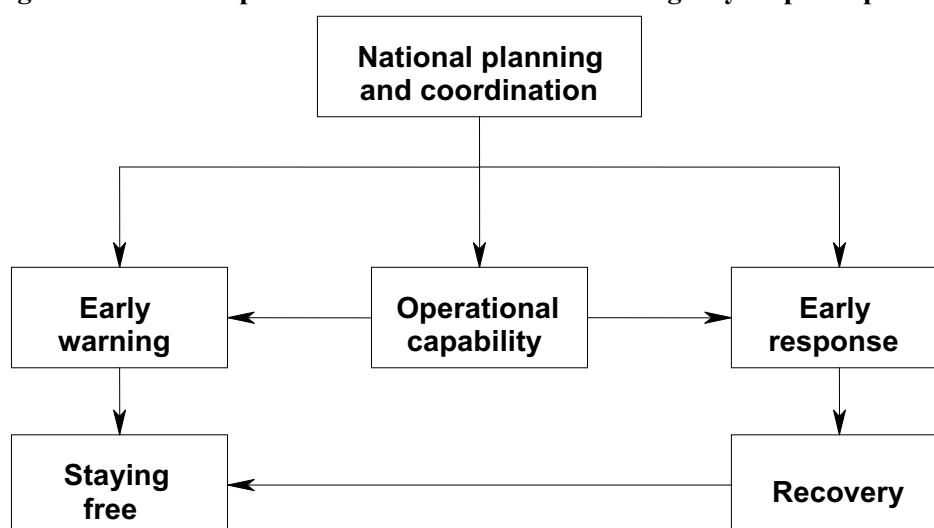 National planning
and coordination
Early
warning
Operational
capability
Early
response
Staying
free
Recovery